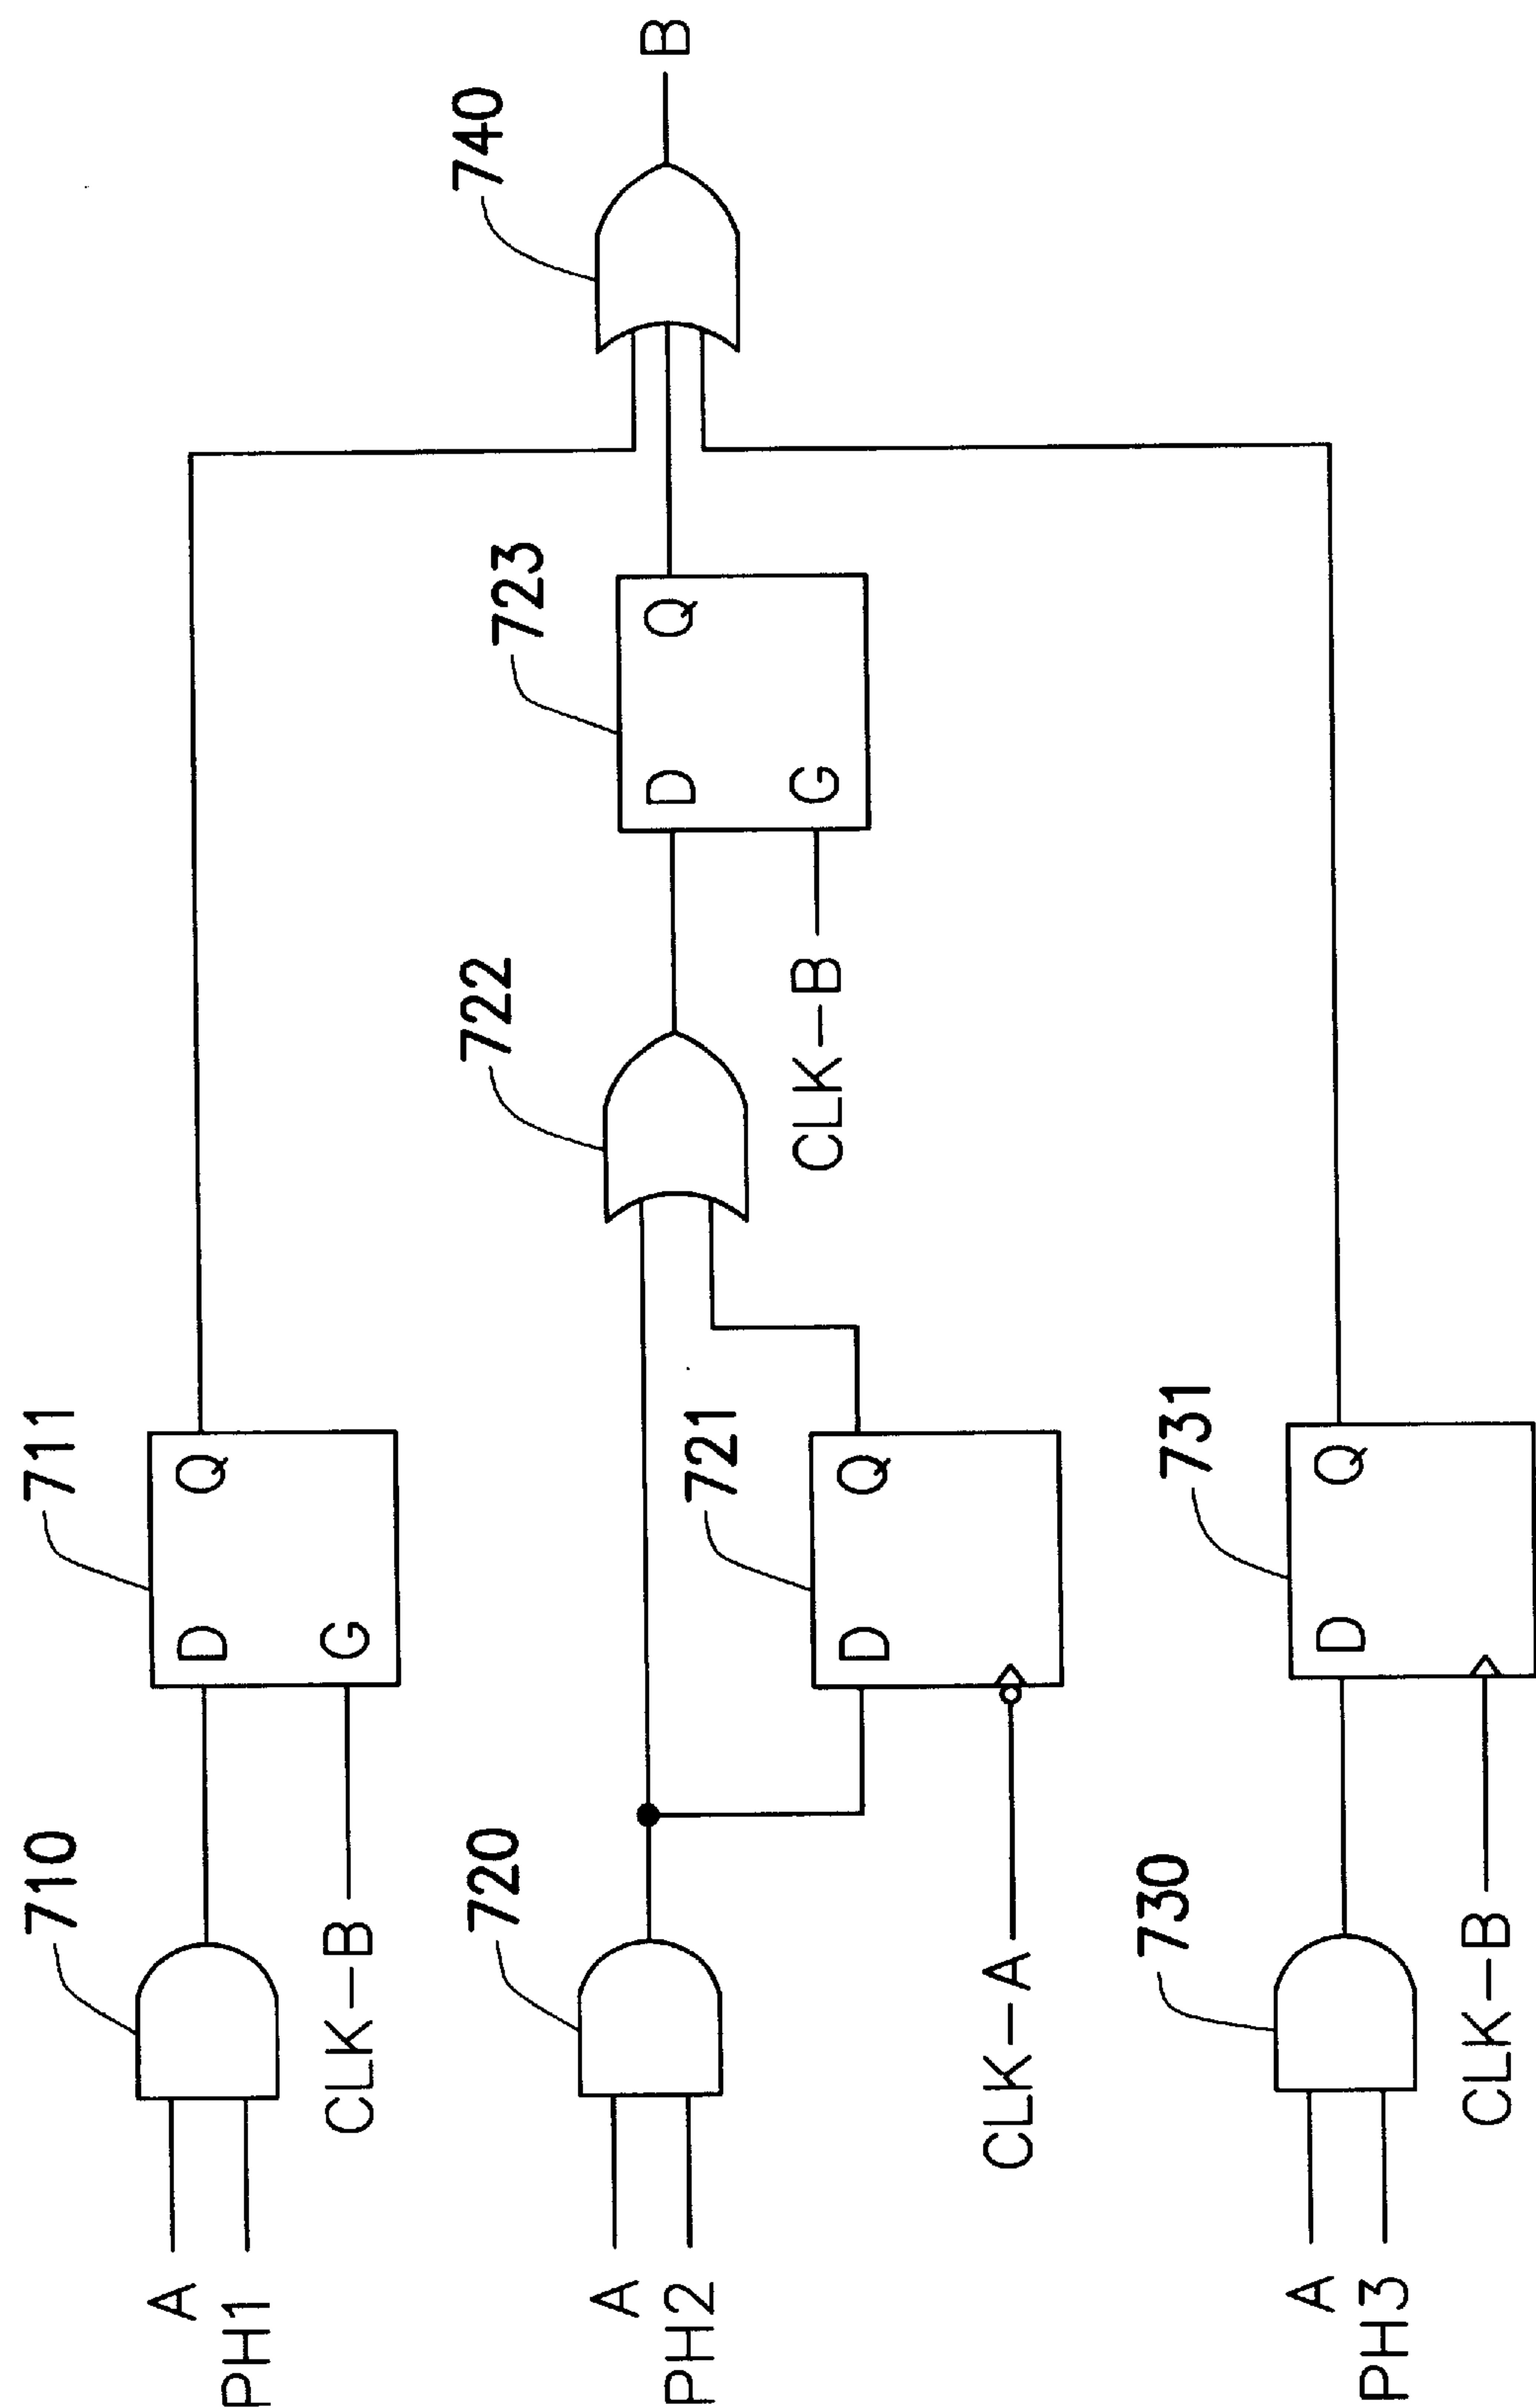 A
PH1
710
CLK-B
711
D
Q
G
A
PH2
720
CLK-A
721
D
Q
722
CLK-B
723
D
Q
G
740
B
A
PH3
730
CLK-B
731
D
Q